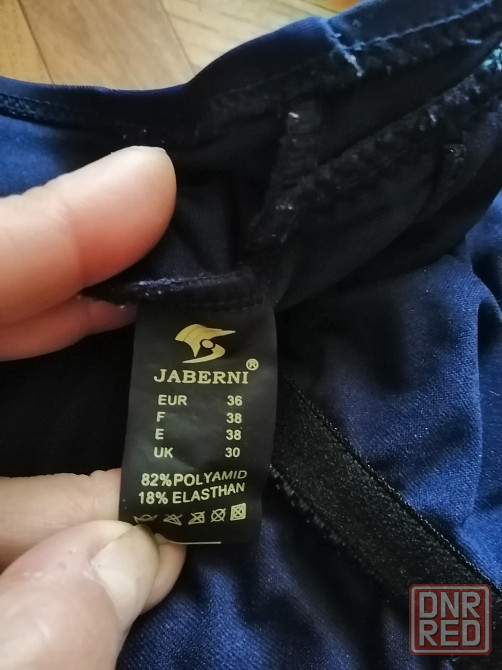 JABERNI®
EUR 36
F 38
E 38
UK 30
82%POLYAMID
18% ELASTHAN
DNR
RED